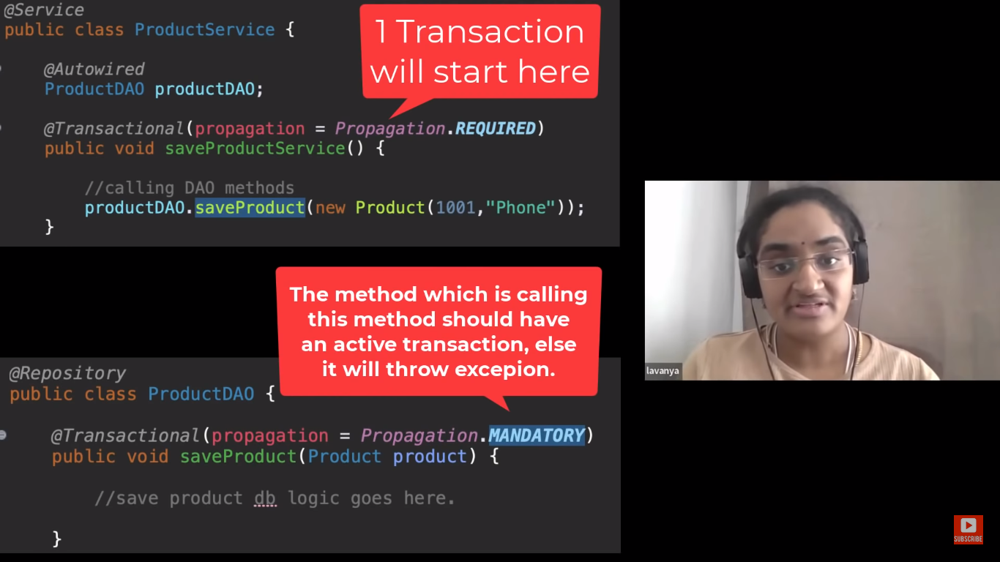 @Service
public class ProductService {
@Autowired
ProductDAO productDAO;
@Transactional(propagation = Propagation.REQUIRED)
public void saveProductService() {
//calling DAO methods
productDAO.saveProduct(new Product(1001,"Phone"));
}
1 Transaction
will start here
The method which is calling
this method should have
an active transaction, else
it will throw excepion.
@Repository
public class ProductDAO {
@Transactional(propagation = Propagation.MANDATORY)
public void saveProduct(Product product) {
//save product db logic goes here.
}
lavanya
SUBSCRIBE